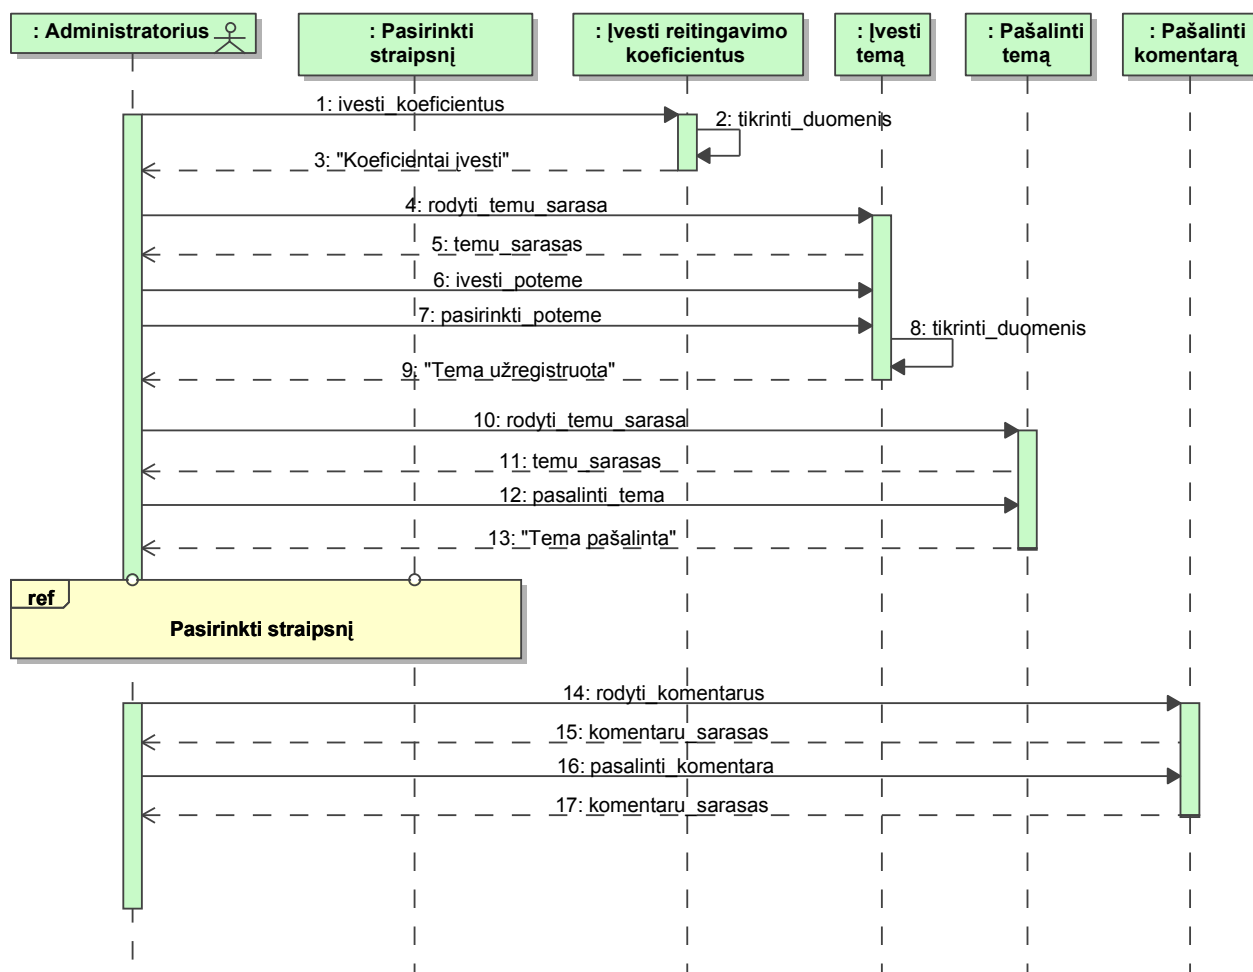 : Administratorius
: Pasirinkti
straipsnį
: Įvesti reitingavimo
koeficientus
: Įvesti
temą
: Pašalinti
temą
: Pašalinti
komentarą
1: ivesti_koeficientus
2: tikrinti_duomenis
3: "Koeficientai įvesti"
4: rodyti_temu_sarasa
5: temu_sarasas
6: ivesti_poteme
7: pasirinkti_poteme
8: tikrinti_duomenis
9: "Tema užregistruota"
10: rodyti_temu_sarasa
11: temu_sarasas
12: pasalinti_tema
13: "Tema pašalinta"
ref
Pasirinkti straipsnį
14: rodyti_komentarus
15: komentaru_sarasas
16: pasalinti_komentara
17: komentaru_sarasas